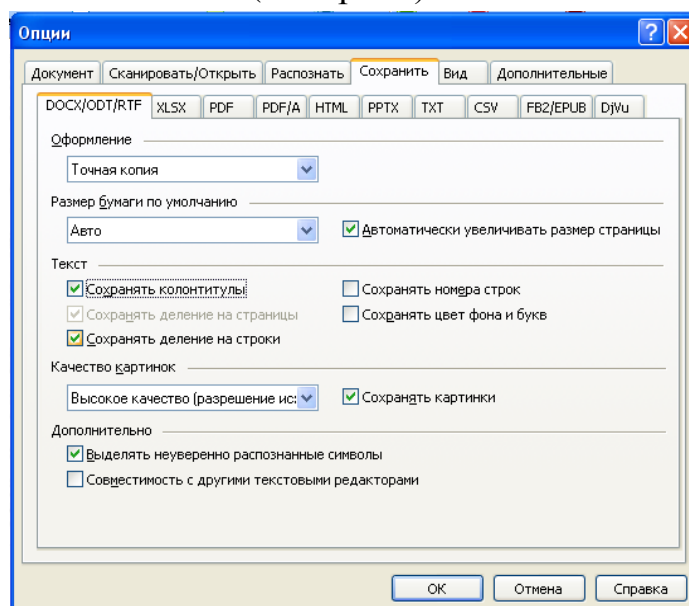 Опции
Документ Сканировать/Открыть Распознать Сохранить Вид Дополнительные
DOCX/ODT/RTF XLSX PDF PDF/A HTML PPTX TXT CSV FB2/EPUB DjVu
Оформление
Точная копия
Размер бумаги по умолчанию
Авто Автоматически увеличивать размер страницы
Текст
Сохранять колонтитулы Сохранять номера строк
Сохранять деление на страницы Сохранять цвет фона и букв
Сохранять деление на строки
Качество картинок
Высокое качество (разрешение ис: Сохранять картинки
Дополнительно
Выделять неуверенно распознанные символы
Совместимость с другими текстовыми редакторами
ОК Отмена Справка